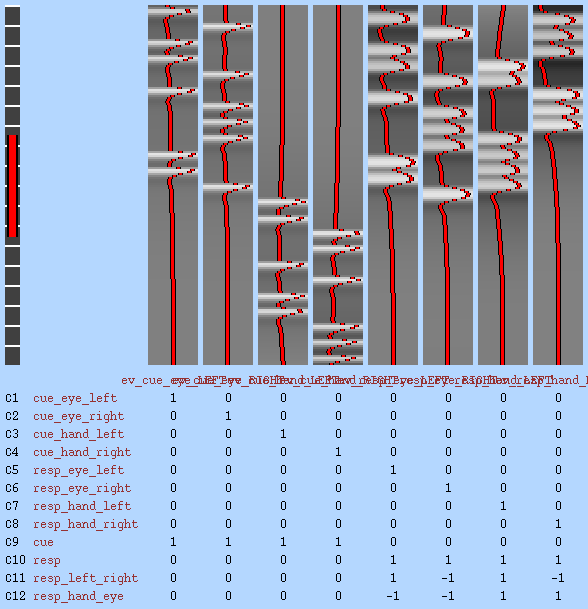 C1 cue_eye_left 1 0 0 0 0 0 0 0
C2 cue_eye_right 0 1 0 0 0 0 0 0
C3 cue_hand_left 0 0 1 0 0 0 0 0
C4 cue_hand_right 0 0 0 1 0 0 0 0
C5 resp_eye_left 0 0 0 0 1 0 0 0
C6 resp_eye_right 0 0 0 0 0 1 0 0
C7 resp_hand_left 0 0 0 0 0 0 1 0
C8 resp_hand_right 0 0 0 0 0 0 0 1
C9 cue 1 1 1 1 0 0 0 0
C10 resp 0 0 0 0 1 1 1 1
C11 resp_left_right 0 0 0 0 1 -1 1 -1
C12 resp_hand_eye 0 0 0 0 -1 -1 1 1